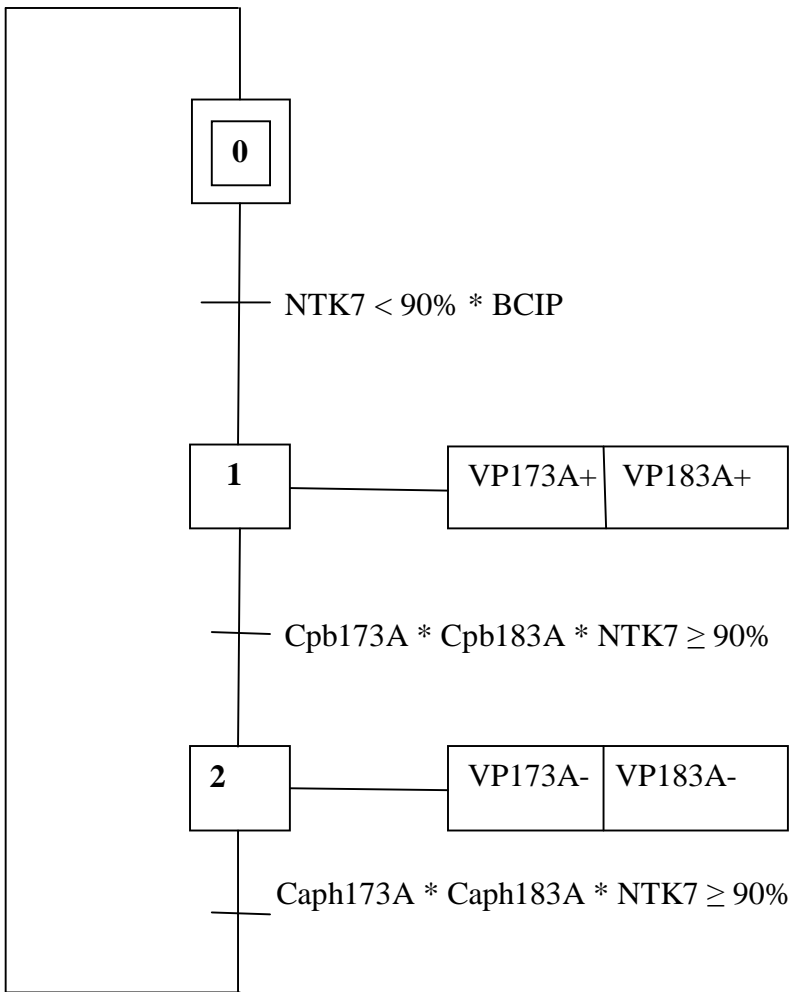 0
NTK7 < 90% * BCIP
1
VP173A+ VP183A+
Cpb173A * Cpb183A * NTK7 ≥ 90%
2
VP173A- VP183A-
Caph173A * Caph183A * NTK7 ≥ 90%